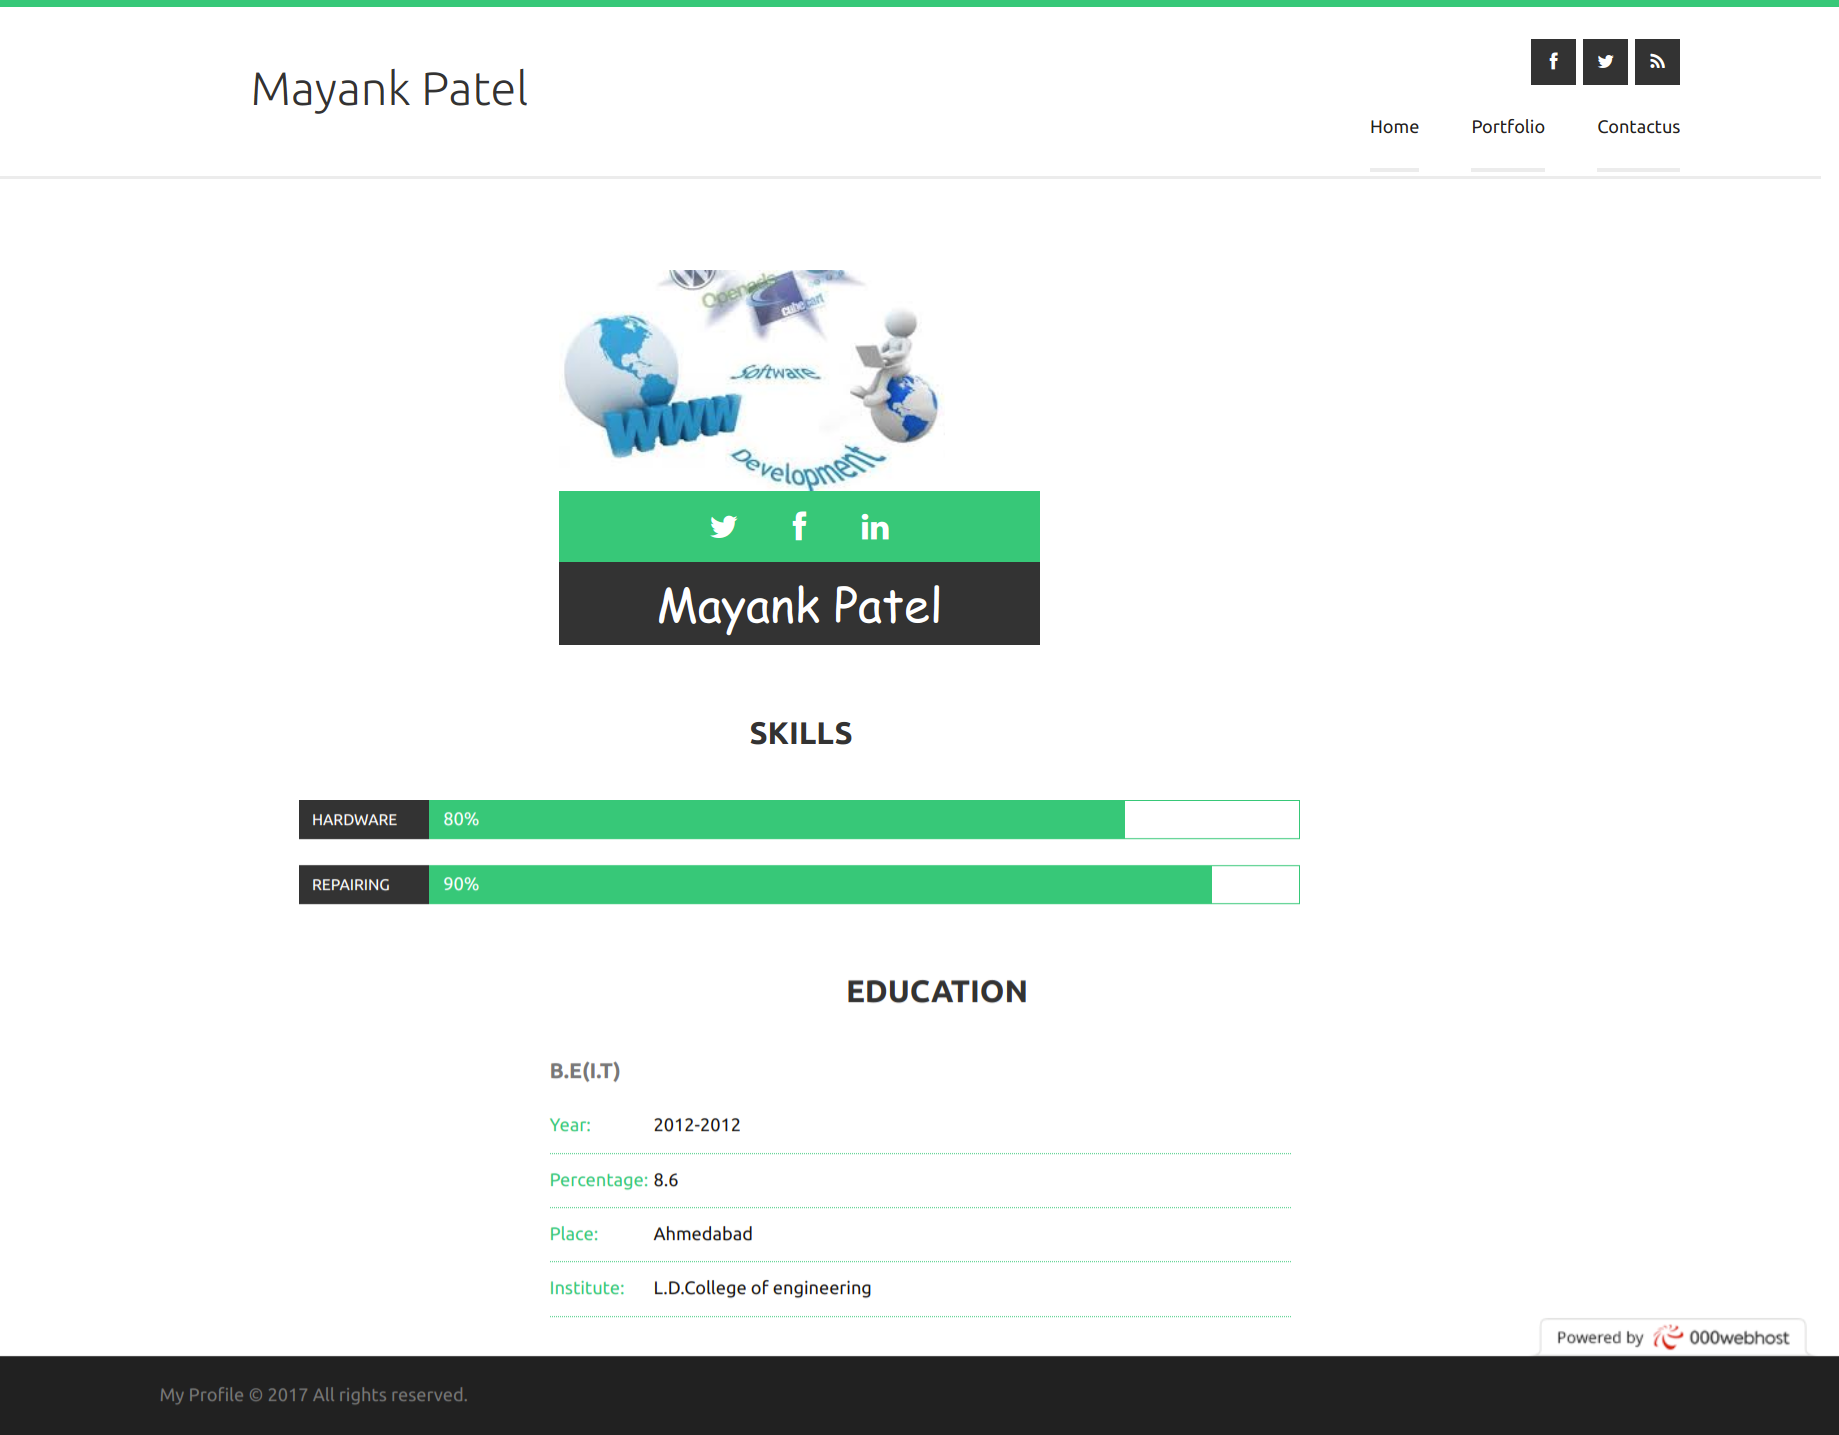 Mayank Patel
Home Portfolio Contactus
Openads
cubecart
Software
www
Development
Mayank Patel
SKILLS
HARDWARE 80%
REPAIRING 90%
EDUCATION
B.E(I.T)
Year: 2012-2012
Percentage: 8.6
Place: Ahmedabad
Institute: L.D.College of engineering
Powered by 000webhost
My Profile © 2017 All rights reserved.